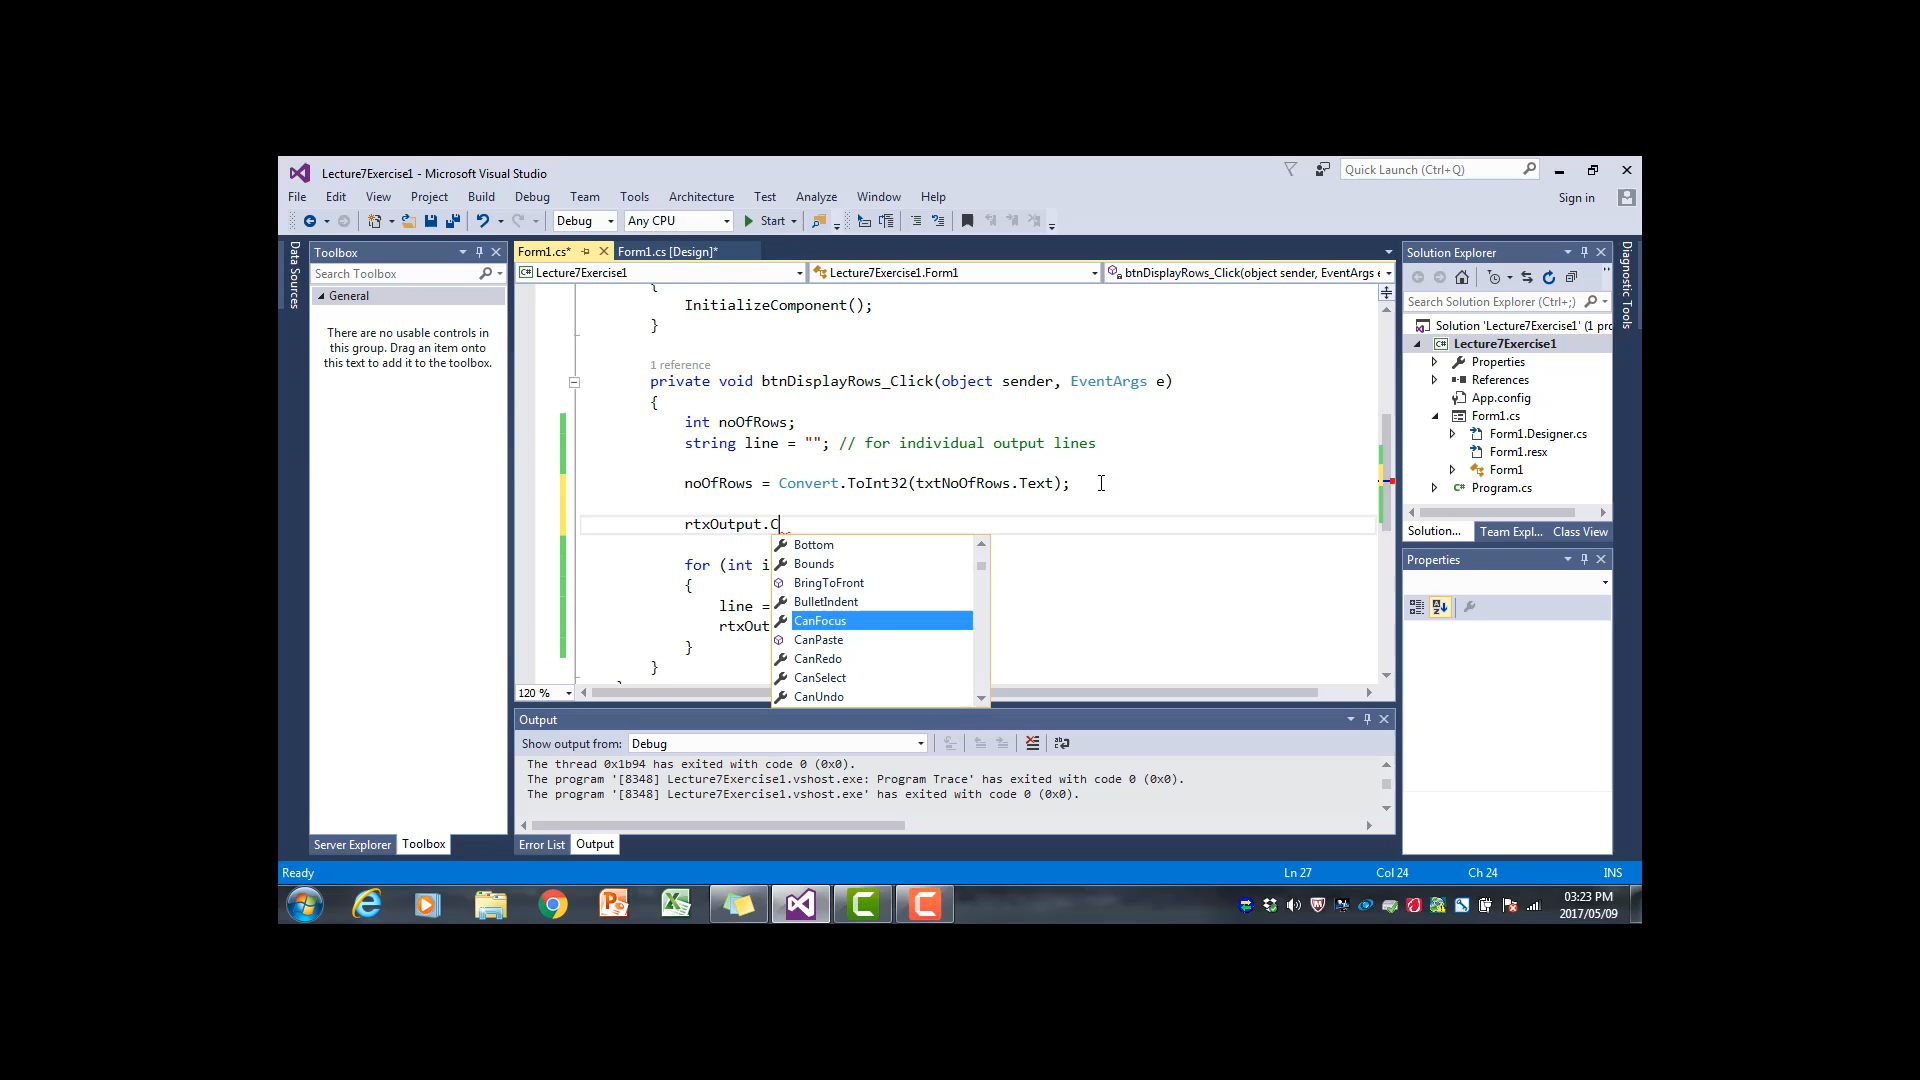 Lecture7Exercise1 - Microsoft Visual Studio
Quick Launch (Ctrl+Q)
File Edit View Project Build Debug Team Tools Architecture Test Analyze Window Help
Sign in
Debug Any CPU Start
Data Sources
Toolbox
Search Toolbox
General
There are no usable controls in
this group. Drag an item onto
this text to add it to the toolbox.
Server Explorer Toolbox
Form1.cs* Form1.cs [Design]*
Lecture7Exercise1 Lecture7Exercise1.Form1 btnDisplayRows_Click(object sender, EventArgs e
{
InitializeComponent();
}
1 reference
private void btnDisplayRows_Click(object sender, EventArgs e)
{
int noOfRows;
string line = ""; // for individual output lines
noOfRows = Convert.ToInt32(txtNoOfRows.Text);
rtxOutput.C
for (int i
{
line =
rtxOut
}
}
Bottom
Bounds
BringToFront
BulletIndent
CanFocus
CanPaste
CanRedo
CanSelect
CanUndo
120 %
Output
Show output from: Debug
The thread 0x1b94 has exited with code 0 (0x0).
The program '[8348] Lecture7Exercise1.vshost.exe: Program Trace' has exited with code 0 (0x0).
The program '[8348] Lecture7Exercise1.vshost.exe' has exited with code 0 (0x0).
Error List Output
Solution Explorer
Search Solution Explorer (Ctrl+;)
Solution 'Lecture7Exercise1' (1 pro
Lecture7Exercise1
Properties
References
App.config
Form1.cs
Form1.Designer.cs
Form1.resx
Form1
Program.cs
Solution... Team Expl... Class View
Properties
Diagnostic Tools
Ready Ln 27 Col 24 Ch 24 INS
03:23 PM
2017/05/09